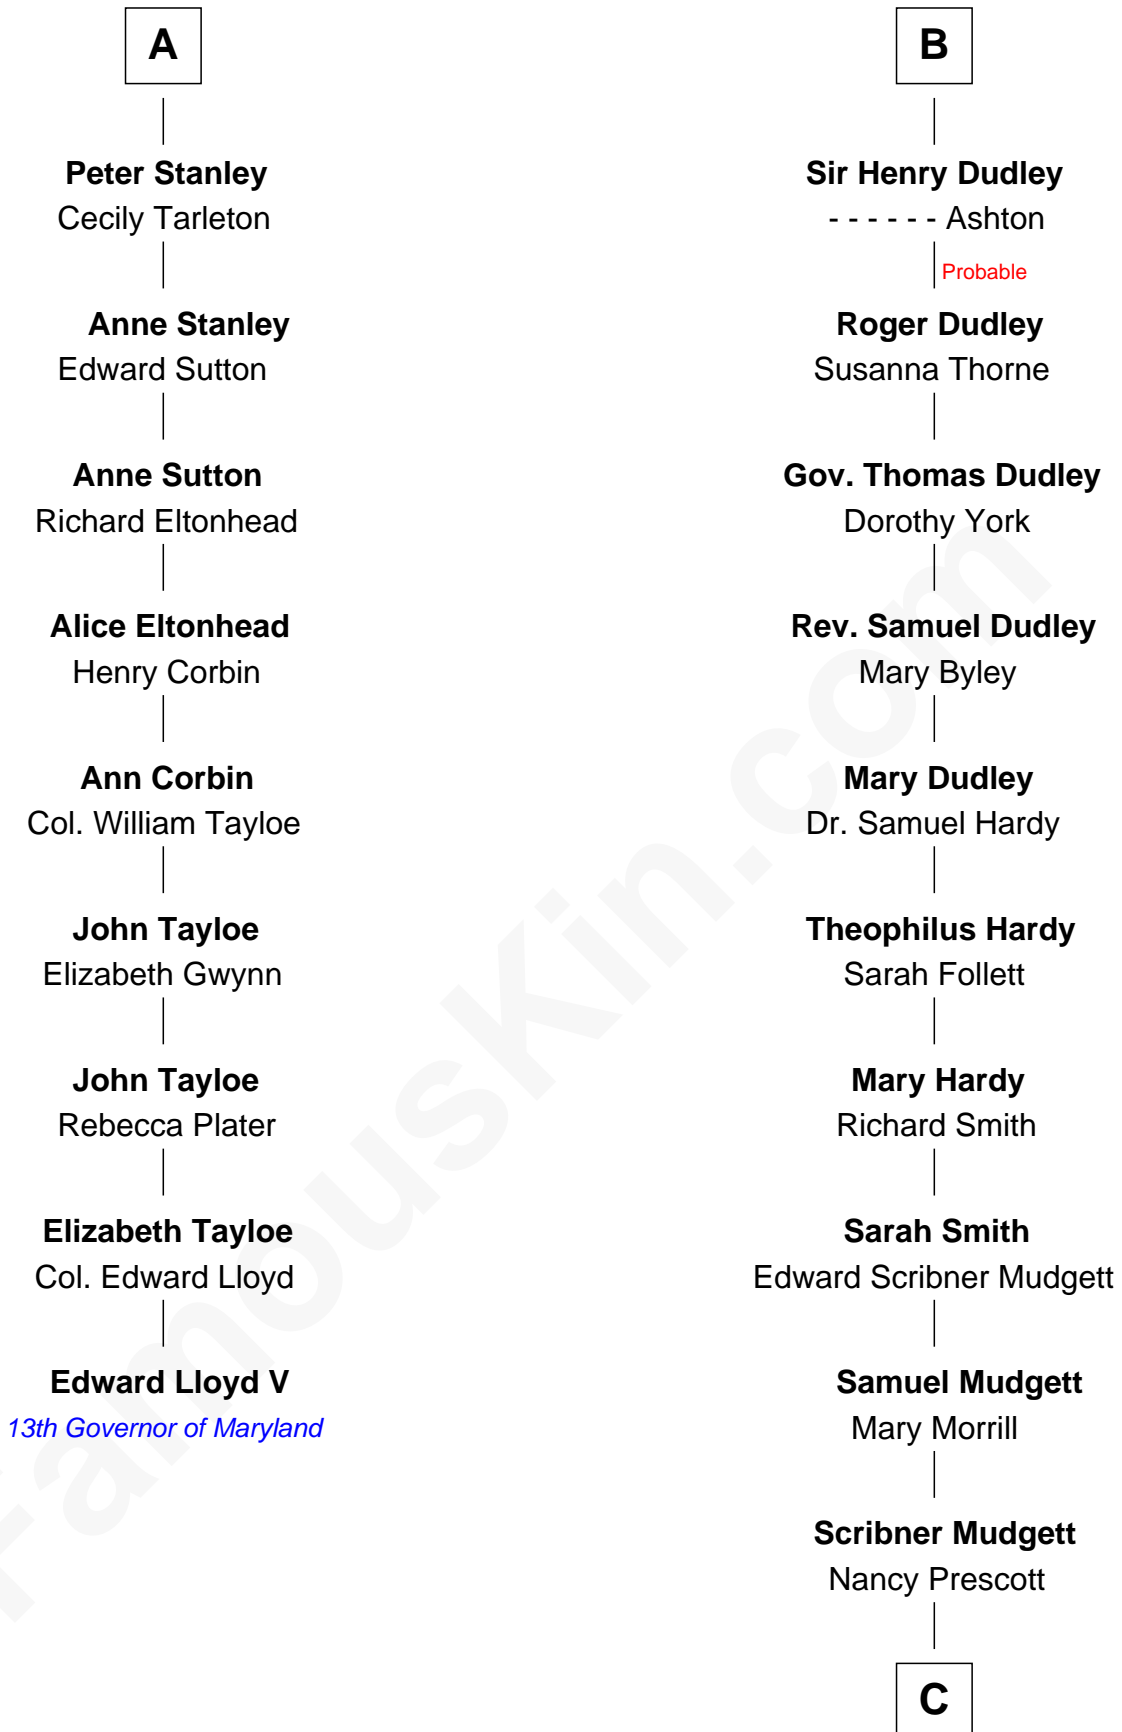 A
Peter Stanley
Cecily Tarleton
Anne Stanley
Edward Sutton
Anne Sutton
Richard Eltonhead
Alice Eltonhead
Henry Corbin
Ann Corbin
Col. William Tayloe
John Tayloe
Elizabeth Gwynn
John Tayloe
Rebecca Plater
Elizabeth Tayloe
Col. Edward Lloyd
Edward Lloyd V
13th Governor of Maryland
B
Sir Henry Dudley
- - - - - - Ashton
Probable
Roger Dudley
Susanna Thorne
Gov. Thomas Dudley
Dorothy York
Rev. Samuel Dudley
Mary Byley
Mary Dudley
Dr. Samuel Hardy
Theophilus Hardy
Sarah Follett
Mary Hardy
Richard Smith
Sarah Smith
Edward Scribner Mudgett
Samuel Mudgett
Mary Morrill
Scribner Mudgett
Nancy Prescott
C
FamousKin.com